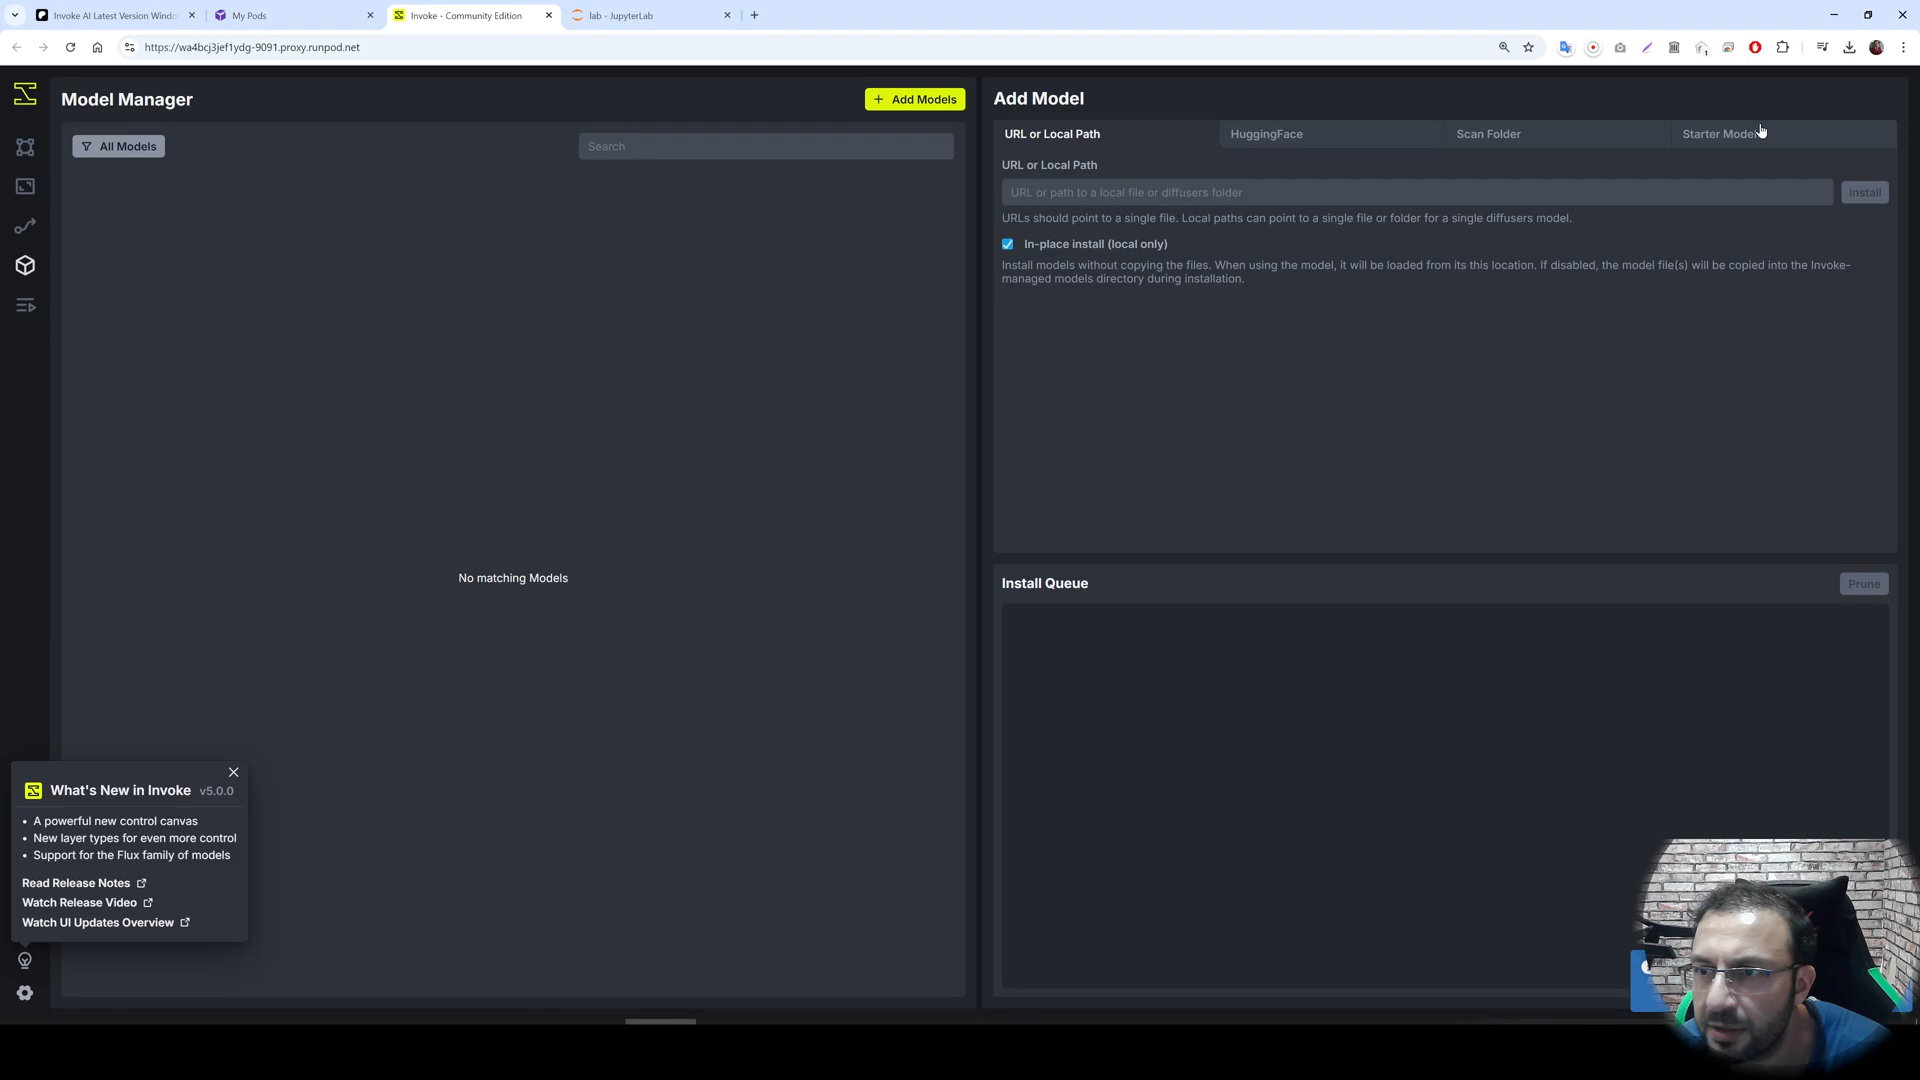 Invoke AI Latest Version Windo
My Pods
Invoke - Community Edition
lab - JupyterLab
https://wa4bcj3jef1ydg-9091.proxy.runpod.net
Model Manager
Add Models
All Models
Search
No matching Models
Add Model
URL or Local Path
HuggingFace
Scan Folder
Starter Models
URL or Local Path
URL or path to a local file or diffusers folder
Install
URLs should point to a single file. Local paths can point to a single file or folder for a single diffusers model.
In-place install (local only)
Install models without copying the files. When using the model, it will be loaded from its this location. If disabled, the model file(s) will be copied into the Invoke-
managed models directory during installation.
Install Queue
Prune
What's New in Invoke v5.0.0
• A powerful new control canvas
• New layer types for even more control
• Support for the Flux family of models
Read Release Notes
Watch Release Video
Watch UI Updates Overview